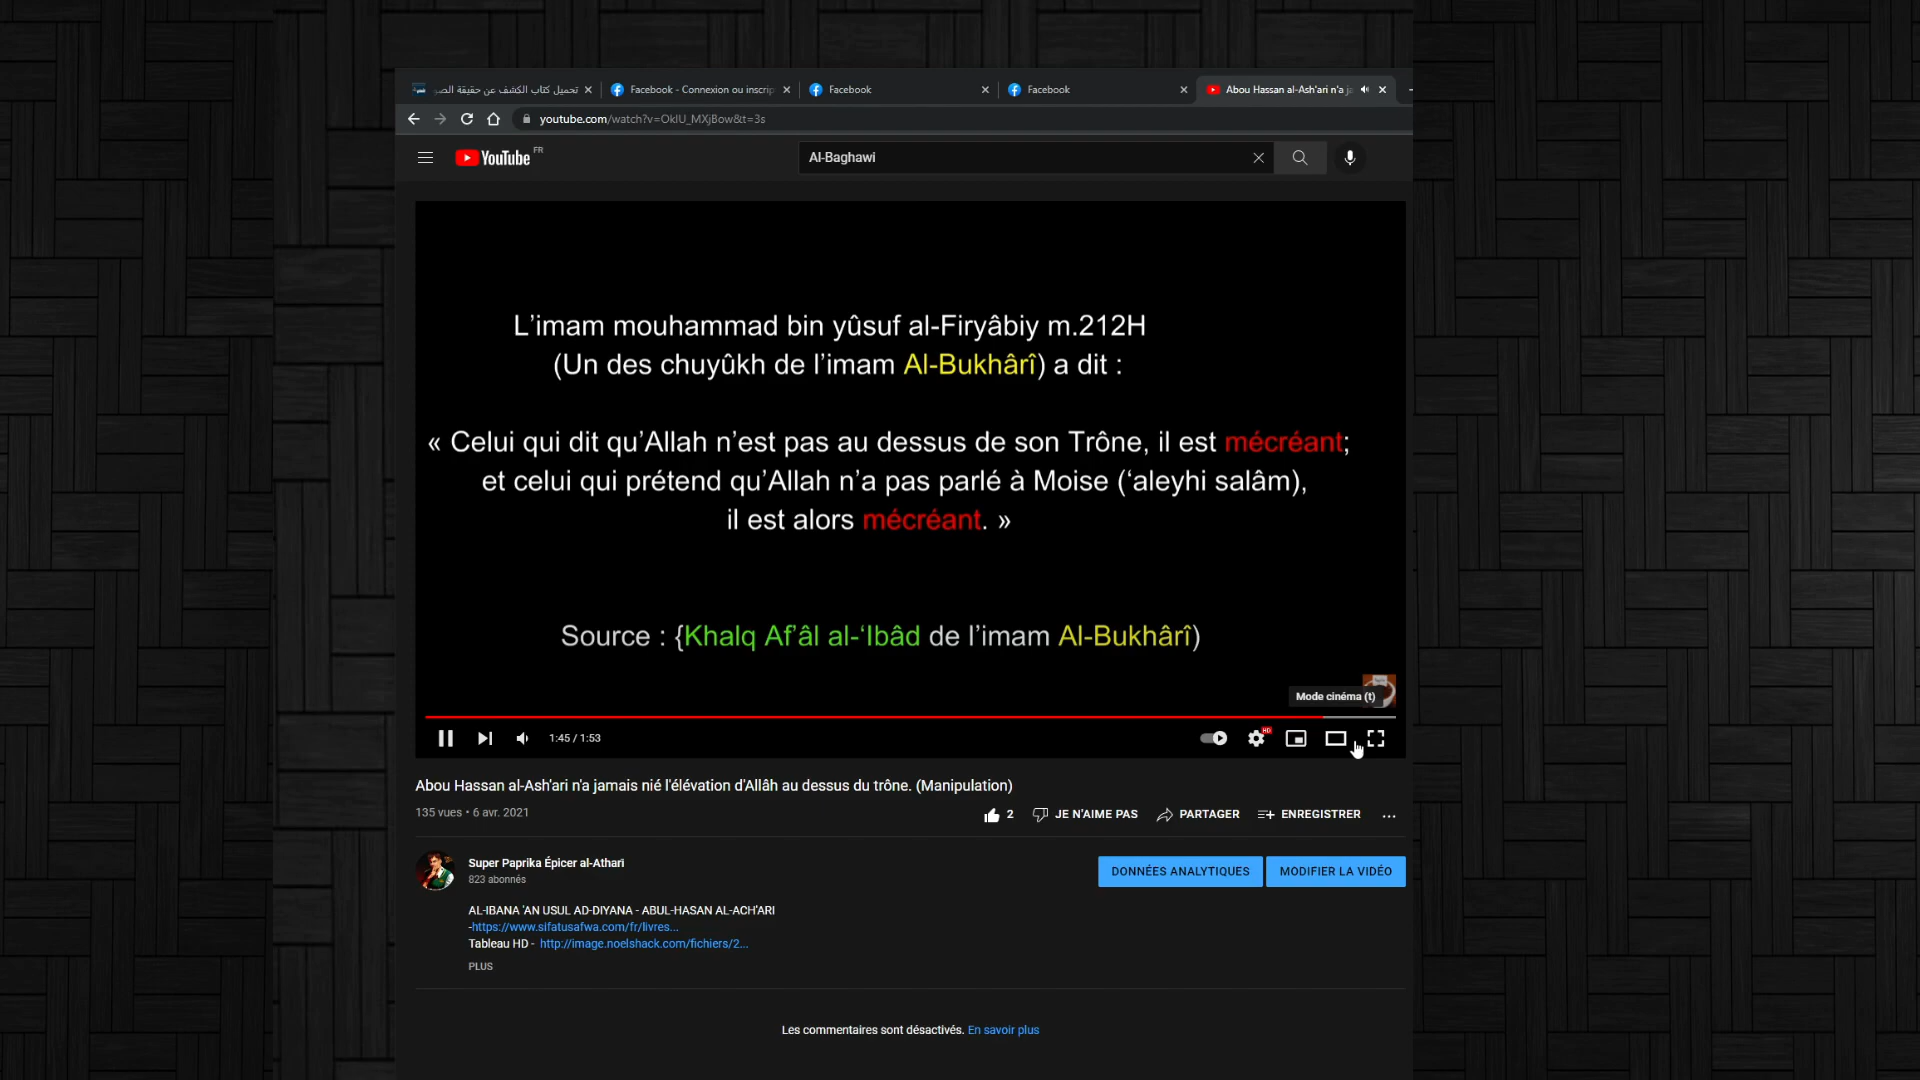 تحميل كتاب الكشف عن حقيقة الصو
Facebook - Connexion ou inscrip
Facebook
Facebook
Abou Hassan al-Ash'ari n'a ja
youtube.com/watch?v=OkIU_MXjBow&t=3s
YouTube FR
Al-Baghawi
L'imam mouhammad bin yûsuf al-Firyâbiy m.212H
(Un des chuyûkh de l'imam Al-Bukhârî) a dit :
« Celui qui dit qu'Allah n'est pas au dessus de son Trône, il est mécréant;
et celui qui prétend qu'Allah n'a pas parlé à Moise ('aleyhi salâm),
il est alors mécréant. »
Source : {Khalq Af'âl al-'Ibâd de l'imam Al-Bukhârî)
Mode cinéma (t)
1:45 / 1:53
HD
Abou Hassan al-Ash'ari n'a jamais nié l'élévation d'Allâh au dessus du trône. (Manipulation)
135 vues • 6 avr. 2021
2 JE N'AIME PAS PARTAGER ENREGISTRER ...
Super Paprika Épicer al-Athari
823 abonnés
DONNÉES ANALYTIQUES MODIFIER LA VIDÉO
AL-IBANA 'AN USUL AD-DIYANA - ABUL-HASAN AL-ACH'ARI
-https://www.sifatusafwa.com/fr/livres...
Tableau HD - http://image.noelshack.com/fichiers/2...
PLUS
Les commentaires sont désactivés. En savoir plus